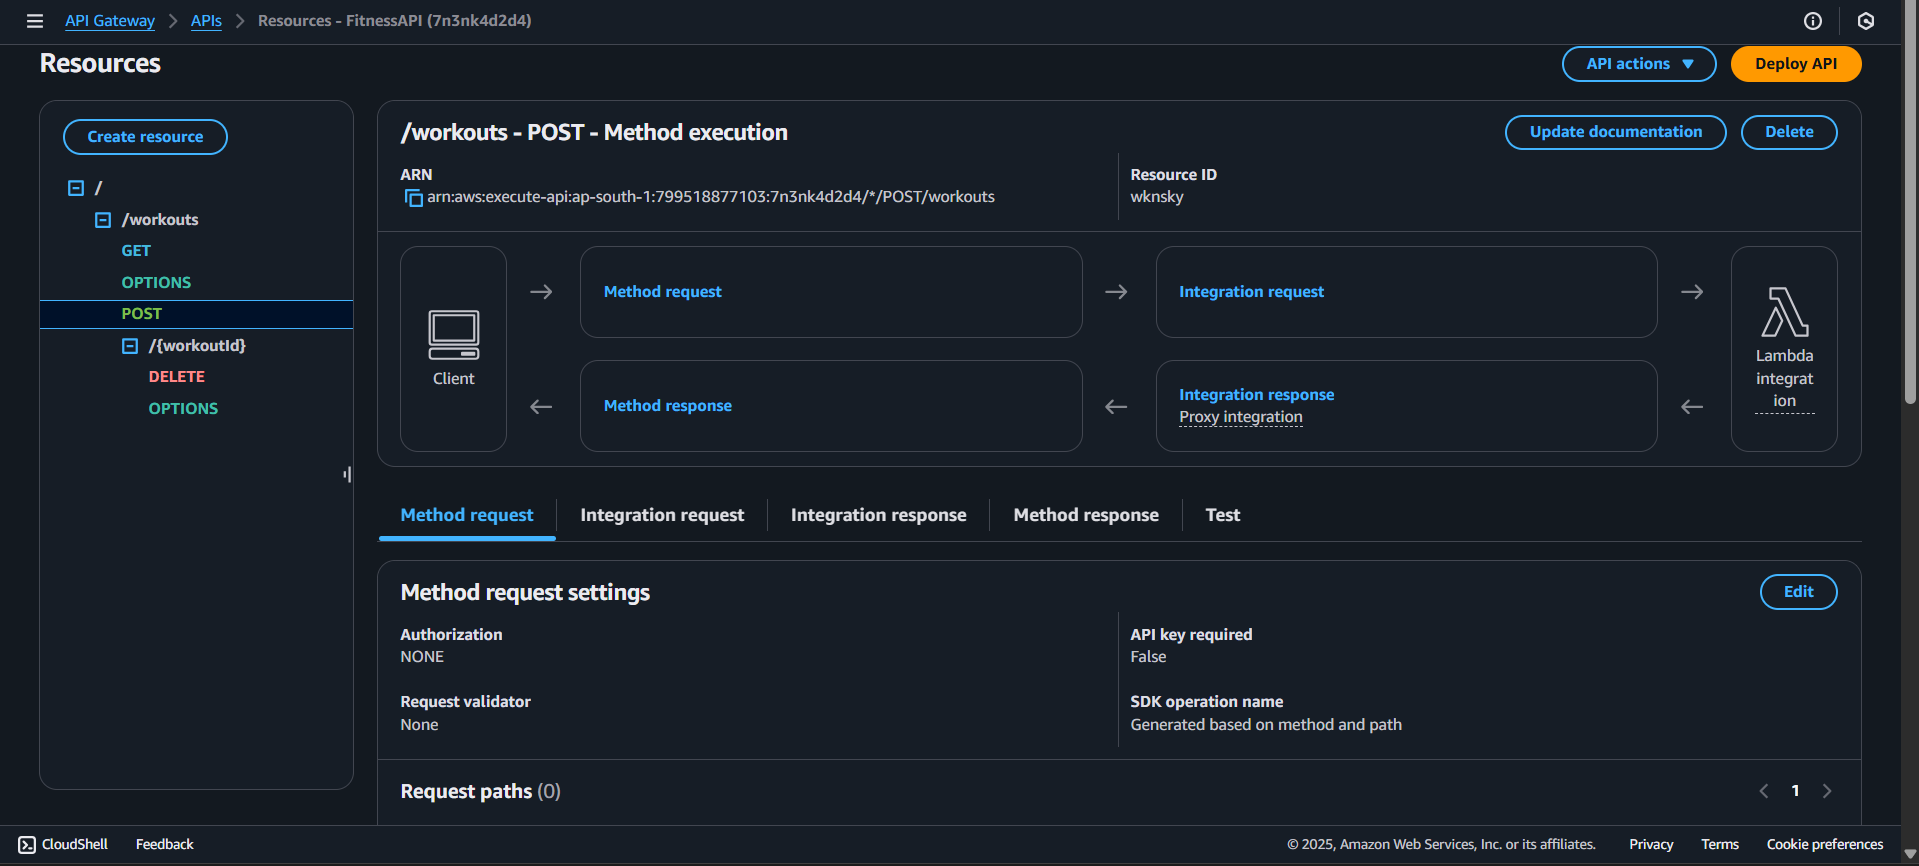 API Gateway > APIs > Resources - FitnessAPI (7n3nk4d2d4)
Resources
API actions
Deploy API
Create resource
/
/workouts
GET
OPTIONS
POST
/{workoutId}
DELETE
OPTIONS
/workouts - POST - Method execution
Update documentation
Delete
ARN
arn:aws:execute-api:ap-south-1:799518877103:7n3nk4d2d4/*/POST/workouts
Resource ID
wknsky
Client
Method request
Integration request
Method response
Integration response
Proxy integration
Lambda
integrat
ion
Method request
Integration request
Integration response
Method response
Test
Method request settings
Edit
Authorization
NONE
API key required
False
Request validator
None
SDK operation name
Generated based on method and path
Request paths (0)
1
CloudShell
Feedback
© 2025, Amazon Web Services, Inc. or its affiliates.
Privacy
Terms
Cookie preferences